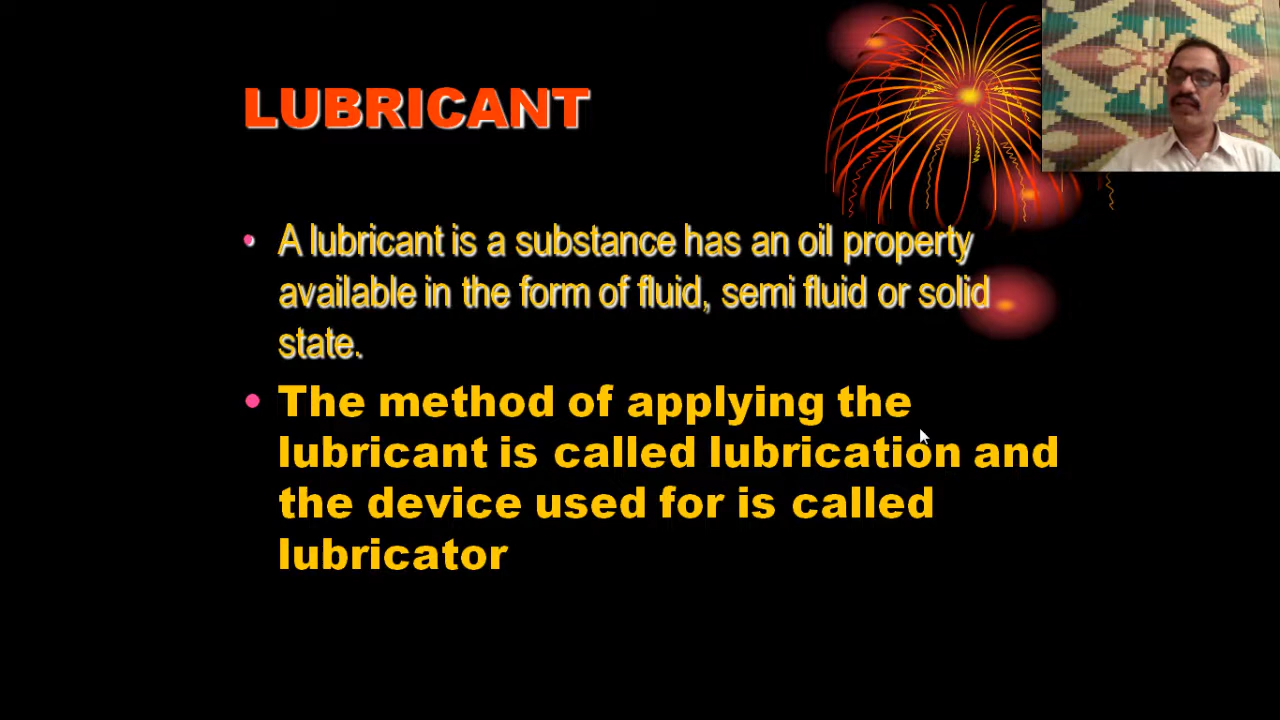 LUBRICANT
• A lubricant is a substance has an oil property
available in the form of fluid, semi fluid or solid
state.
• The method of applying the
lubricant is called lubrication and
the device used for is called
lubricator